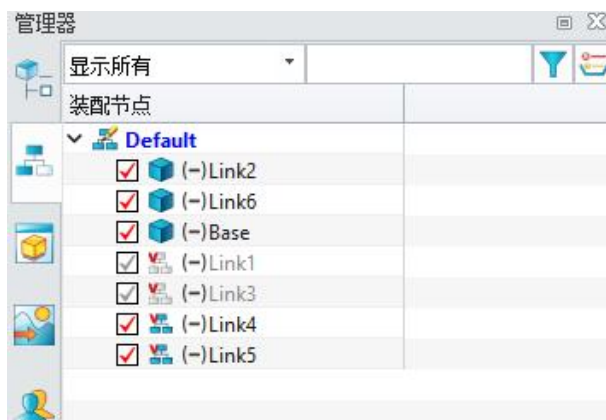 管理器
显示所有
装配节点
Default
(-)Link2
(-)Link6
(-)Base
(-)Link1
(-)Link3
(-)Link4
(-)Link5